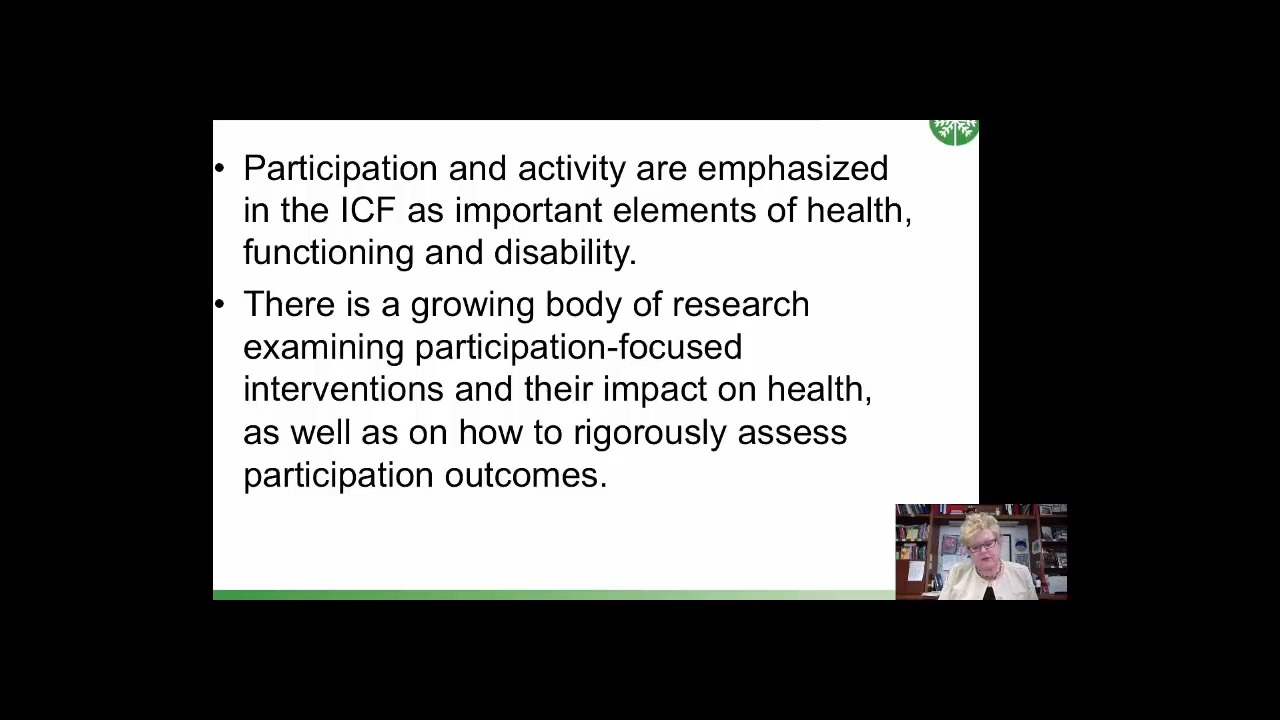 • Participation and activity are emphasized
in the ICF as important elements of health,
functioning and disability.
• There is a growing body of research
examining participation-focused
interventions and their impact on health,
as well as on how to rigorously assess
participation outcomes.